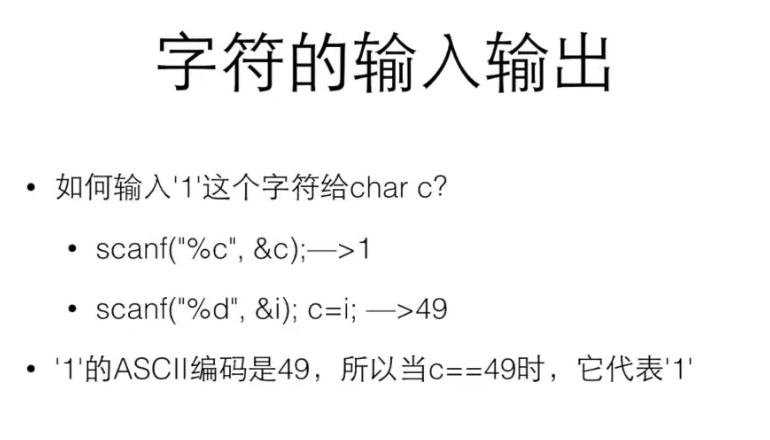 字符的输入输出
• 如何输入'1'这个字符给char c?
• scanf("%c", &c);—>1
• scanf("%d", &i); c=i; —>49
• '1'的ASCII编码是49，所以当c==49时，它代表'1'